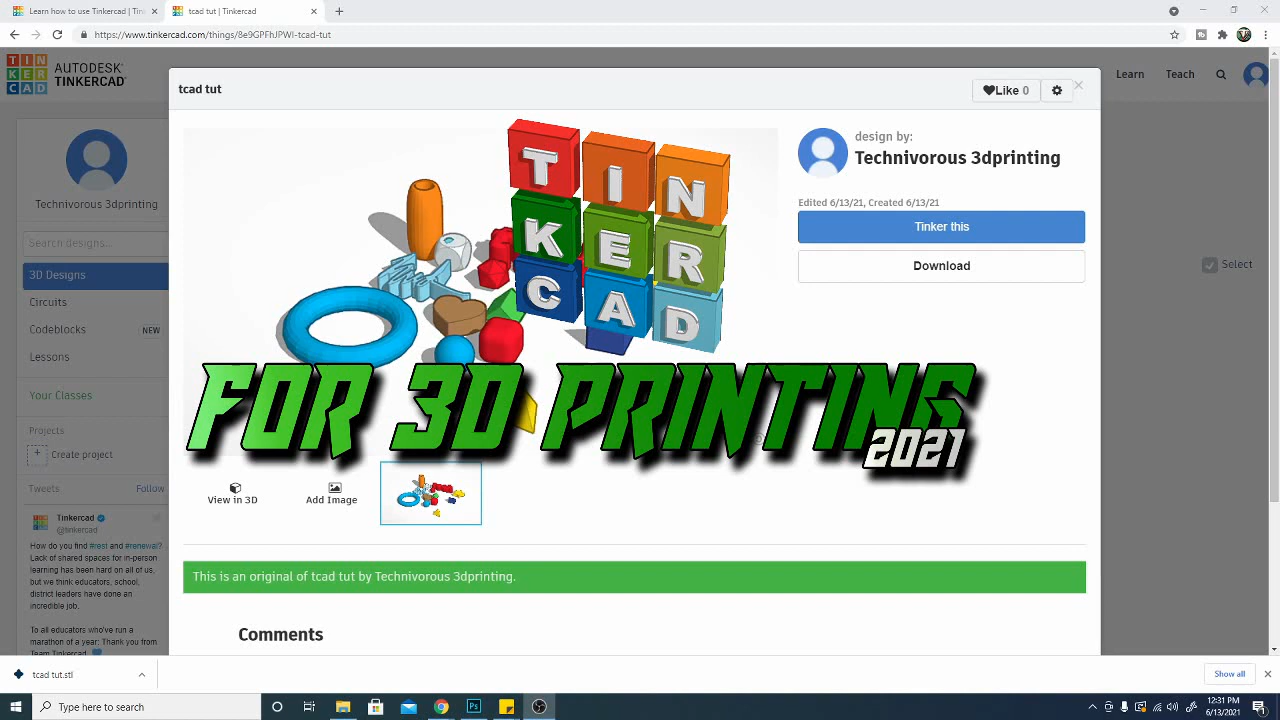 Learn how to use Tinkercad | Tink
tcad tut | Tinkercad
https://www.tinkercad.com/things/8e9GPFhJPWI-tcad-tut
TIN
KER
CAD
AUTODESK
TINKERCAD
Learn
Teach
tcad tut
Like 0
design by:
Technivorous 3dprinting
Edited 6/13/21, Created 6/13/21
Tinker this
Download
Technivorous 3dprinting
Search designs...
3D Designs
Circuits
Codeblocks
NEW
Lessons
Your Classes
Projects
Create project
Tweets
Follow
Select
TIN
KER
CAD
FOR 3D PRINTING
2021
View in 3D
Add Image
Tinkercad
@tinkercad
How do you find #rest and #renewal?
Lack of shared spaces for in-person
learning has been hard on all of us,
but we think educators, school,
district leaders have done an
incredible job.
To all educators who've run a
marathon of a year: Thank you from
Team Tinkercad
This is an original of tcad tut by Technivorous 3dprinting.
Comments
tcad tut.stl
Show all
Type here to search
Ps
12:31 PM
6/13/2021